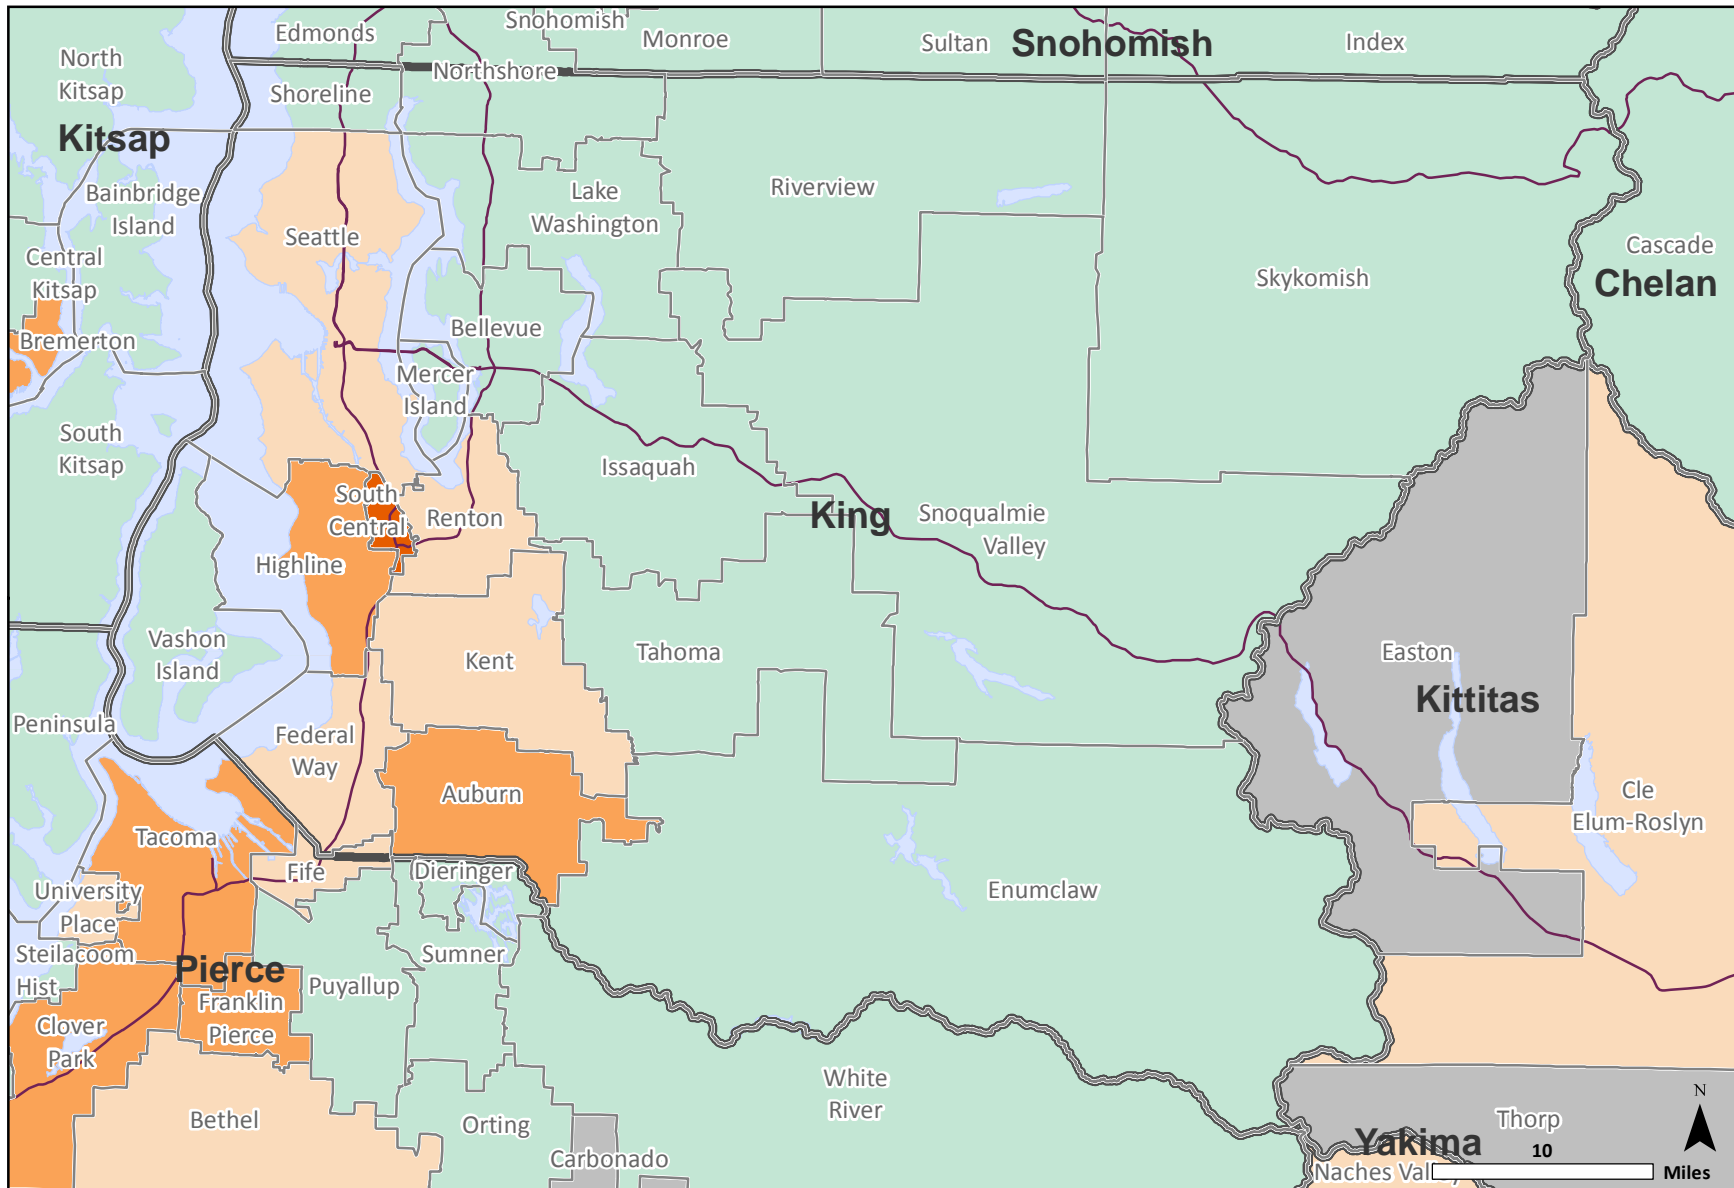 Edmonds
Snohomish
Monroe
Sultan
Snohomish
Index
North
Kitsap
Northshore
Shoreline
Kitsap
Bainbridge
Island
Lake
Washington
Riverview
Seattle
Central
Kitsap
Skykomish
Cascade
Chelan
Bremerton
Bellevue
Mercer
Island
South
Kitsap
Issaquah
South
Central
Renton
King
Snoqualmie
Valley
Highline
Vashon
Island
Kent
Tahoma
Easton
Kittitas
Peninsula
Federal
Way
Auburn
Cle
Elum-Roslyn
Tacoma
Fife
Dieringer
University
Place
Enumclaw
Steilacoom
Hist
Sumner
Pierce
Puyallup
Franklin
Pierce
Clover
Park
White
River
Bethel
Orting
Thorp
N
Carbonado
Yakima
Naches Vall
10
Miles